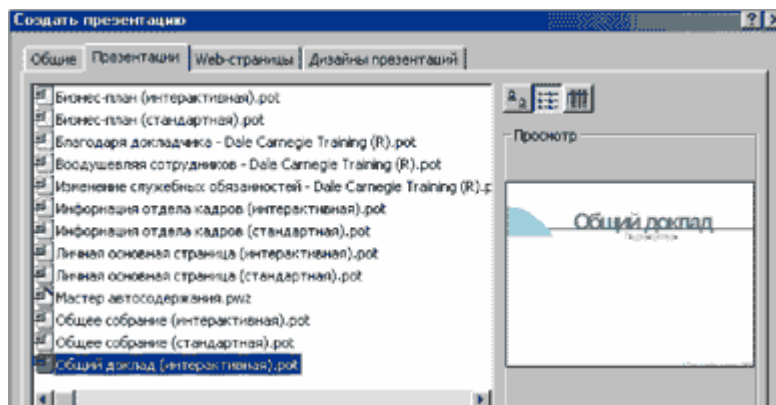 Создать презентацию
Общие Презентации Web-страницы Дизайны презентаций
Бизнес-план (интерактивная).pot
Бизнес-план (стандартная).pot
Благодаря докладчика - Dale Carnegie Training (R).pot
Воодушевляя сотрудников - Dale Carnegie Training (R).pot
Изменение служебных обязанностей - Dale Carnegie Training (R).p
Информация отдела кадров (интерактивная).pot
Информация отдела кадров (стандартная).pot
Личная основная страница (интерактивная).pot
Личная основная страница (стандартная).pot
Мастер автосодержания.pwz
Общее собрание (интерактивная).pot
Общее собрание (стандартная).pot
Общий доклад (интерактивная).pot
Просмотр
Общий доклад